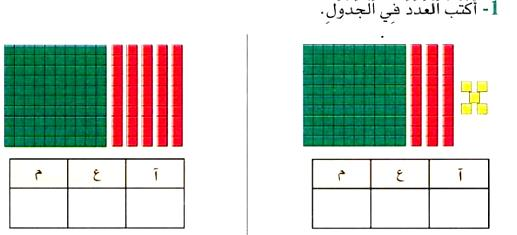 1- أكتب العدد في الجدول.
آ ع م
آ ع م